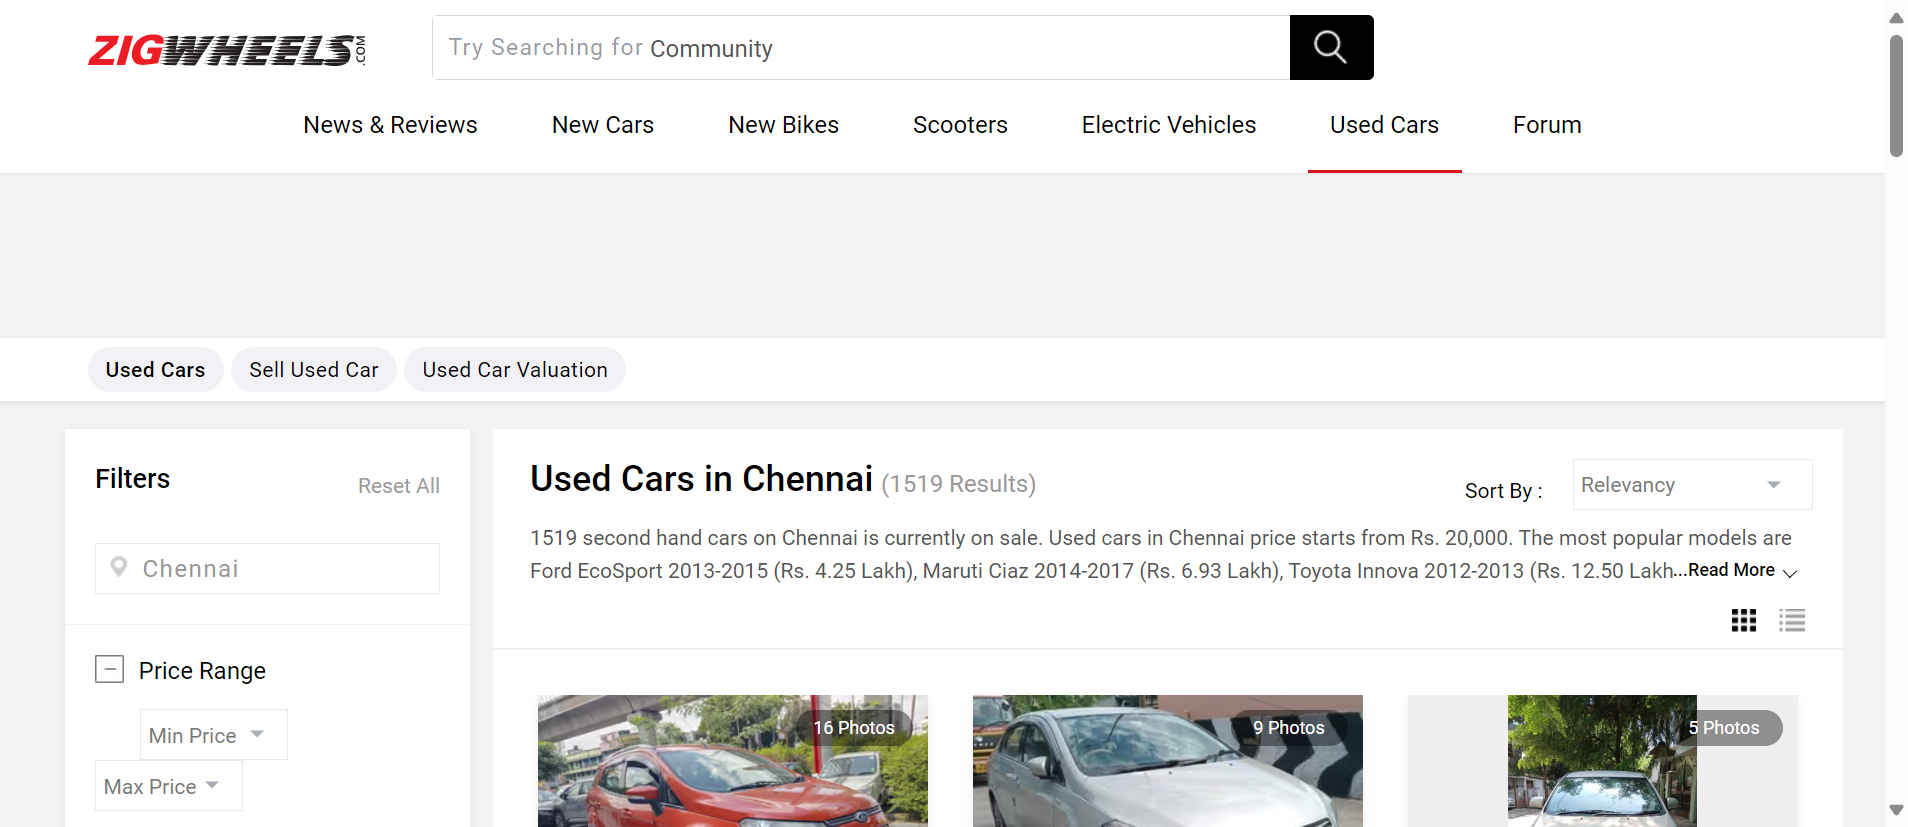 ZIGWHEELS.COM
Try Searching for Community
News & Reviews New Cars New Bikes Scooters Electric Vehicles Used Cars Forum
Used Cars Sell Used Car Used Car Valuation
Filters
Reset All
Chennai
Price Range
Min Price
Max Price
Used Cars in Chennai (1519 Results)
Sort By : Relevancy
1519 second hand cars on Chennai is currently on sale. Used cars in Chennai price starts from Rs. 20,000. The most popular models are
Ford EcoSport 2013-2015 (Rs. 4.25 Lakh), Maruti Ciaz 2014-2017 (Rs. 6.93 Lakh), Toyota Innova 2012-2013 (Rs. 12.50 Lakh...Read More
16 Photos
9 Photos
5 Photos